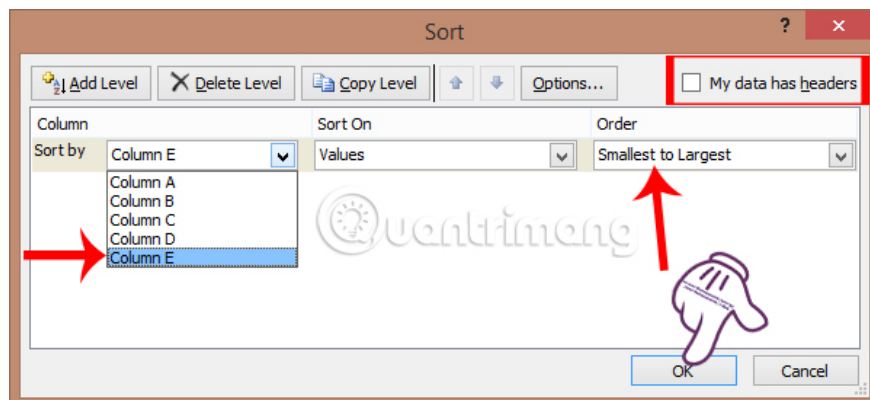 Sort
? ×
Add Level Delete Level Copy Level Options... My data has headers
Column Sort On Order
Sort by Column E Values Smallest to Largest
Column A
Column B
Column C
Column D
Column E
Quantrimang
OK Cancel